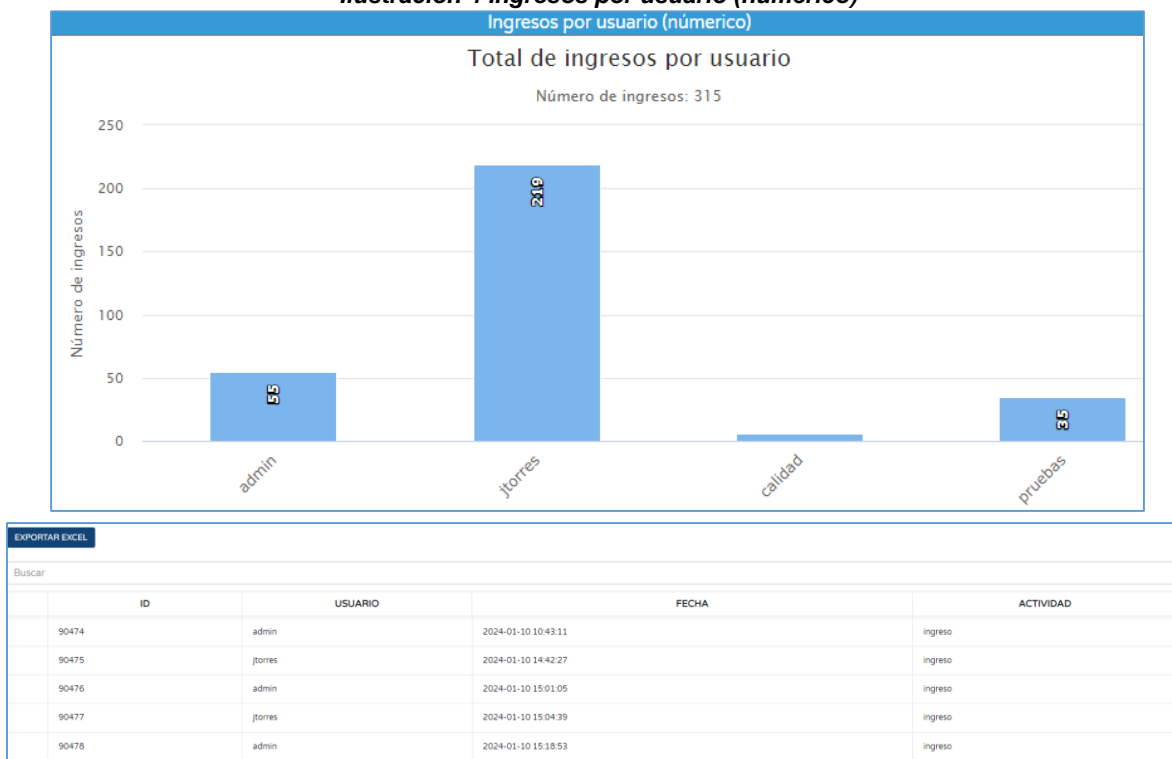 Ingresos por usuario (númerico)
Total de ingresos por usuario
Número de ingresos: 315
250
200
150
100
50
0
Número de ingresos
55
219
35
admin
jtorres
calidad
pruebas
EXPORTAR EXCEL
Buscar
ID USUARIO FECHA ACTIVIDAD
90474 admin 2024-01-10 10:43:11 ingreso
90475 jtorres 2024-01-10 14:42:27 ingreso
90476 admin 2024-01-10 15:01:05 ingreso
90477 jtorres 2024-01-10 15:04:39 ingreso
90478 admin 2024-01-10 15:18:53 ingreso